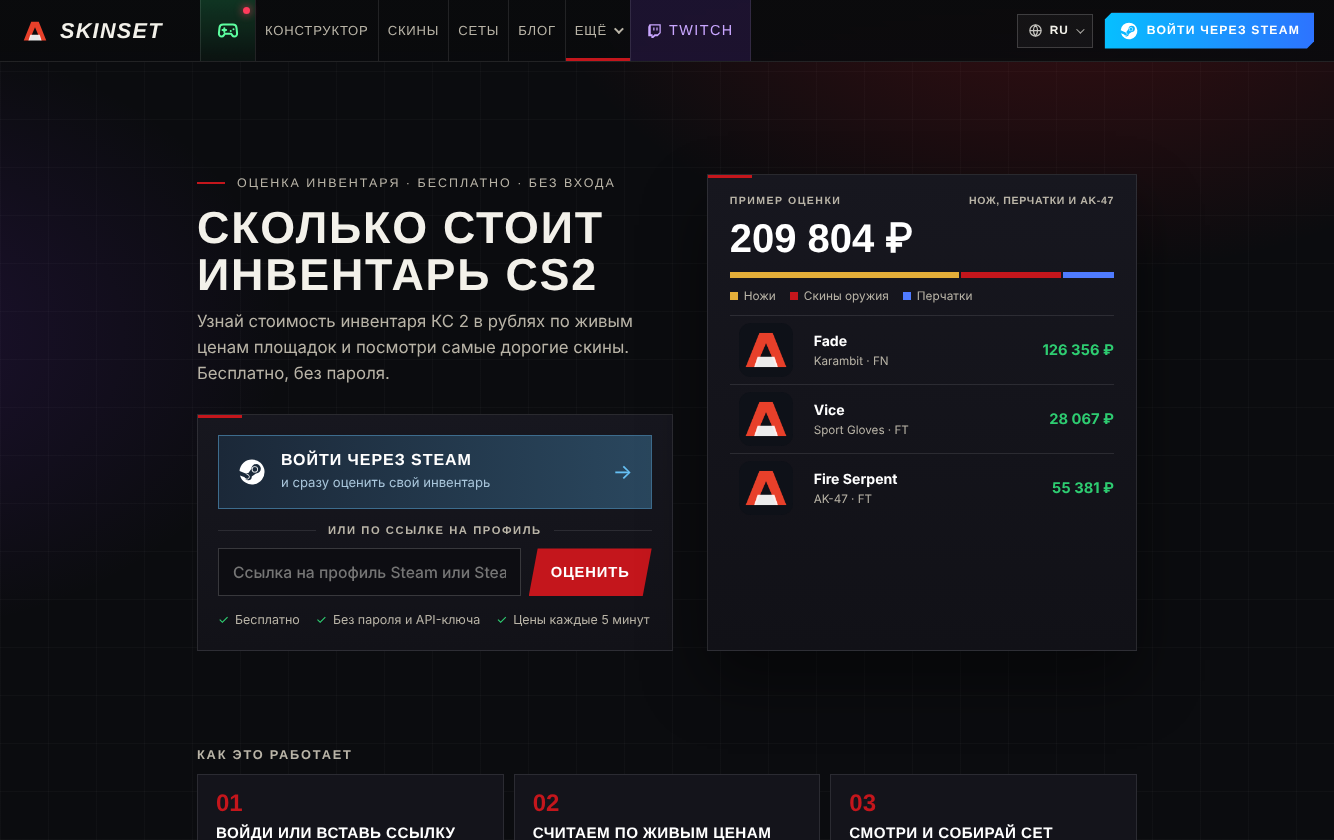 SKINSET
КОНСТРУКТОР
СКИНЫ
СЕТЫ
БЛОГ
ЕЩЁ
TWITCH
RU
ВОЙТИ ЧЕРЕЗ STEAM
ОЦЕНКА ИНВЕНТАРЯ · БЕСПЛАТНО · БЕЗ ВХОДА
СКОЛЬКО СТОИТ
ИНВЕНТАРЬ CS2
Узнай стоимость инвентаря КС 2 в рублях по живым
ценам площадок и посмотри самые дорогие скины.
Бесплатно, без пароля.
ВОЙТИ ЧЕРЕЗ STEAM
и сразу оценить свой инвентарь
ИЛИ ПО ССЫЛКЕ НА ПРОФИЛЬ
Ссылка на профиль Steam или Stea
ОЦЕНИТЬ
Бесплатно
Без пароля и API-ключа
Цены каждые 5 минут
ПРИМЕР ОЦЕНКИ
НОЖ, ПЕРЧАТКИ И AK-47
209 804 ₽
Ножи
Скины оружия
Перчатки
Fade
Karambit · FN
126 356 ₽
Vice
Sport Gloves · FT
28 067 ₽
Fire Serpent
AK-47 · FT
55 381 ₽
КАК ЭТО РАБОТАЕТ
01
ВОЙДИ ИЛИ ВСТАВЬ ССЫЛКУ
02
СЧИТАЕМ ПО ЖИВЫМ ЦЕНАМ
03
СМОТРИ И СОБИРАЙ СЕТ